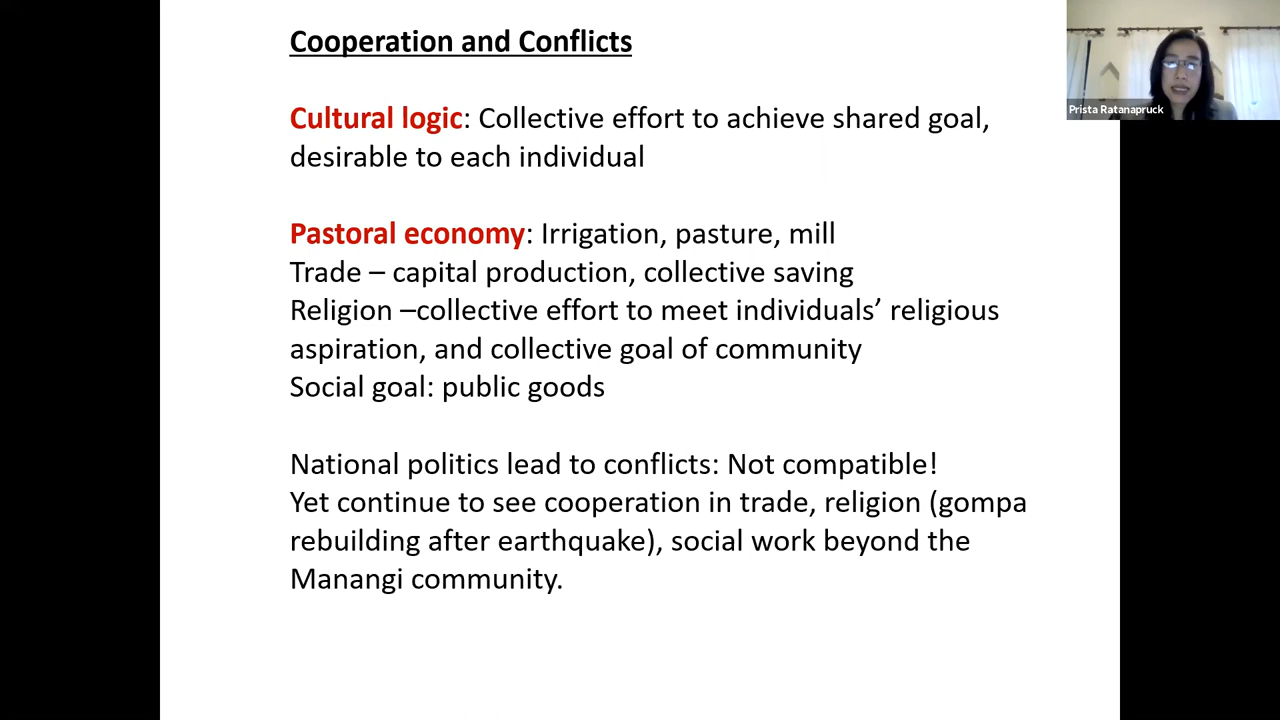 Cooperation and Conflicts
Cultural logic: Collective effort to achieve shared goal,
desirable to each individual
Pastoral economy: Irrigation, pasture, mill
Trade – capital production, collective saving
Religion –collective effort to meet individuals’ religious
aspiration, and collective goal of community
Social goal: public goods
National politics lead to conflicts: Not compatible!
Yet continue to see cooperation in trade, religion (gompa
rebuilding after earthquake), social work beyond the
Manangi community.
Prista Ratanapruck